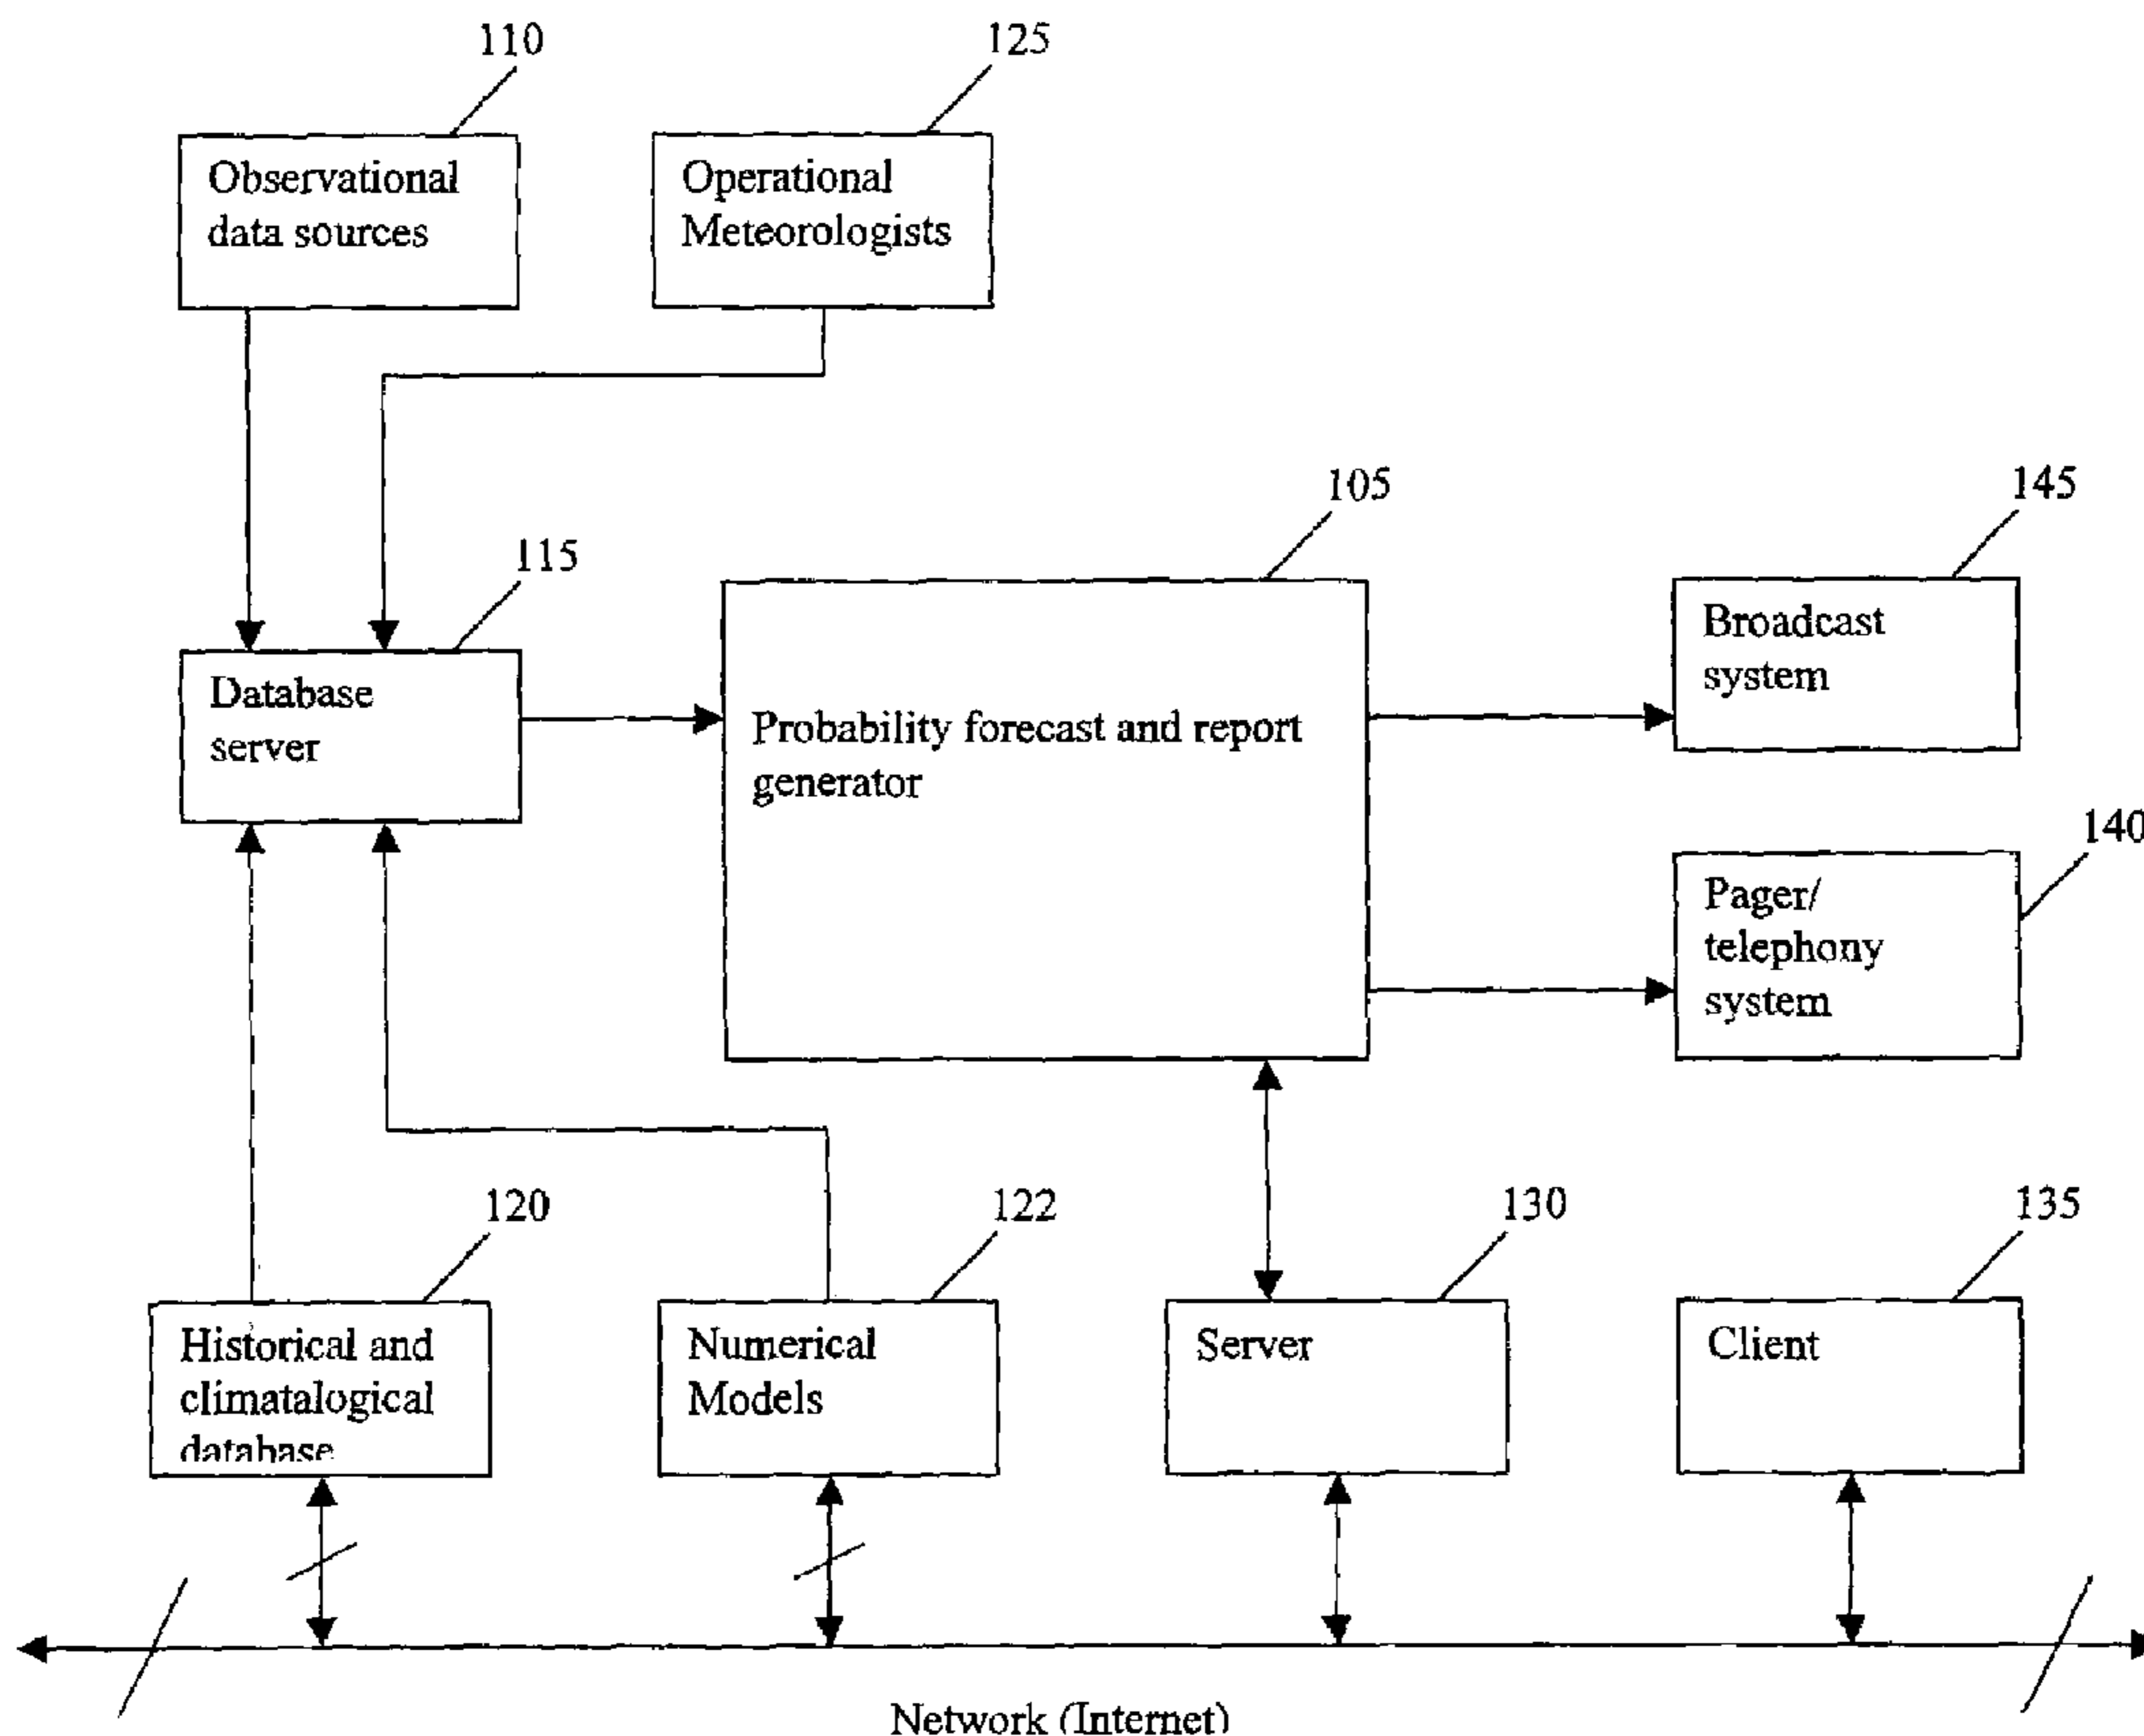 110
125
Observational
data sources
Operational
Meteorologists
105
145
115
Database
server
Probability forecast and report
generator
Broadcast
system
140
Pager/
telephony
system
120
122
130
135
Historical and
climatalogical
database
Numerical
Models
Server
Client
Network (Internet)